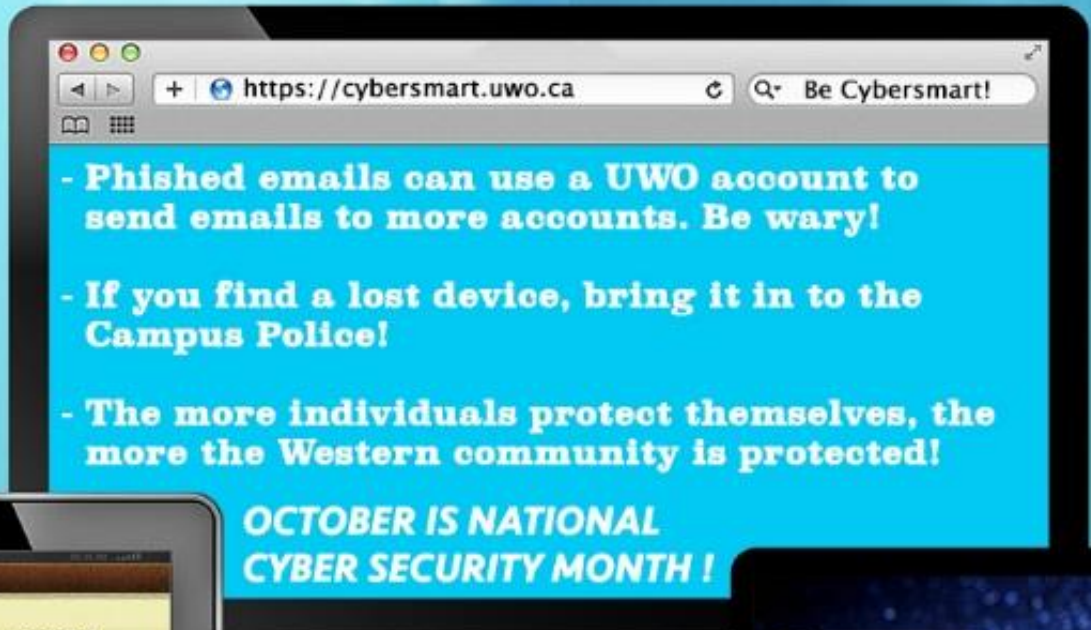 https://cybersmart.uwo.ca
Be Cybersmart!
- Phished emails can use a UWO account to
send emails to more accounts. Be wary!
- If you find a lost device, bring it in to the
Campus Police!
- The more individuals protect themselves, the
more the Western community is protected!
OCTOBER IS NATIONAL
CYBER SECURITY MONTH !